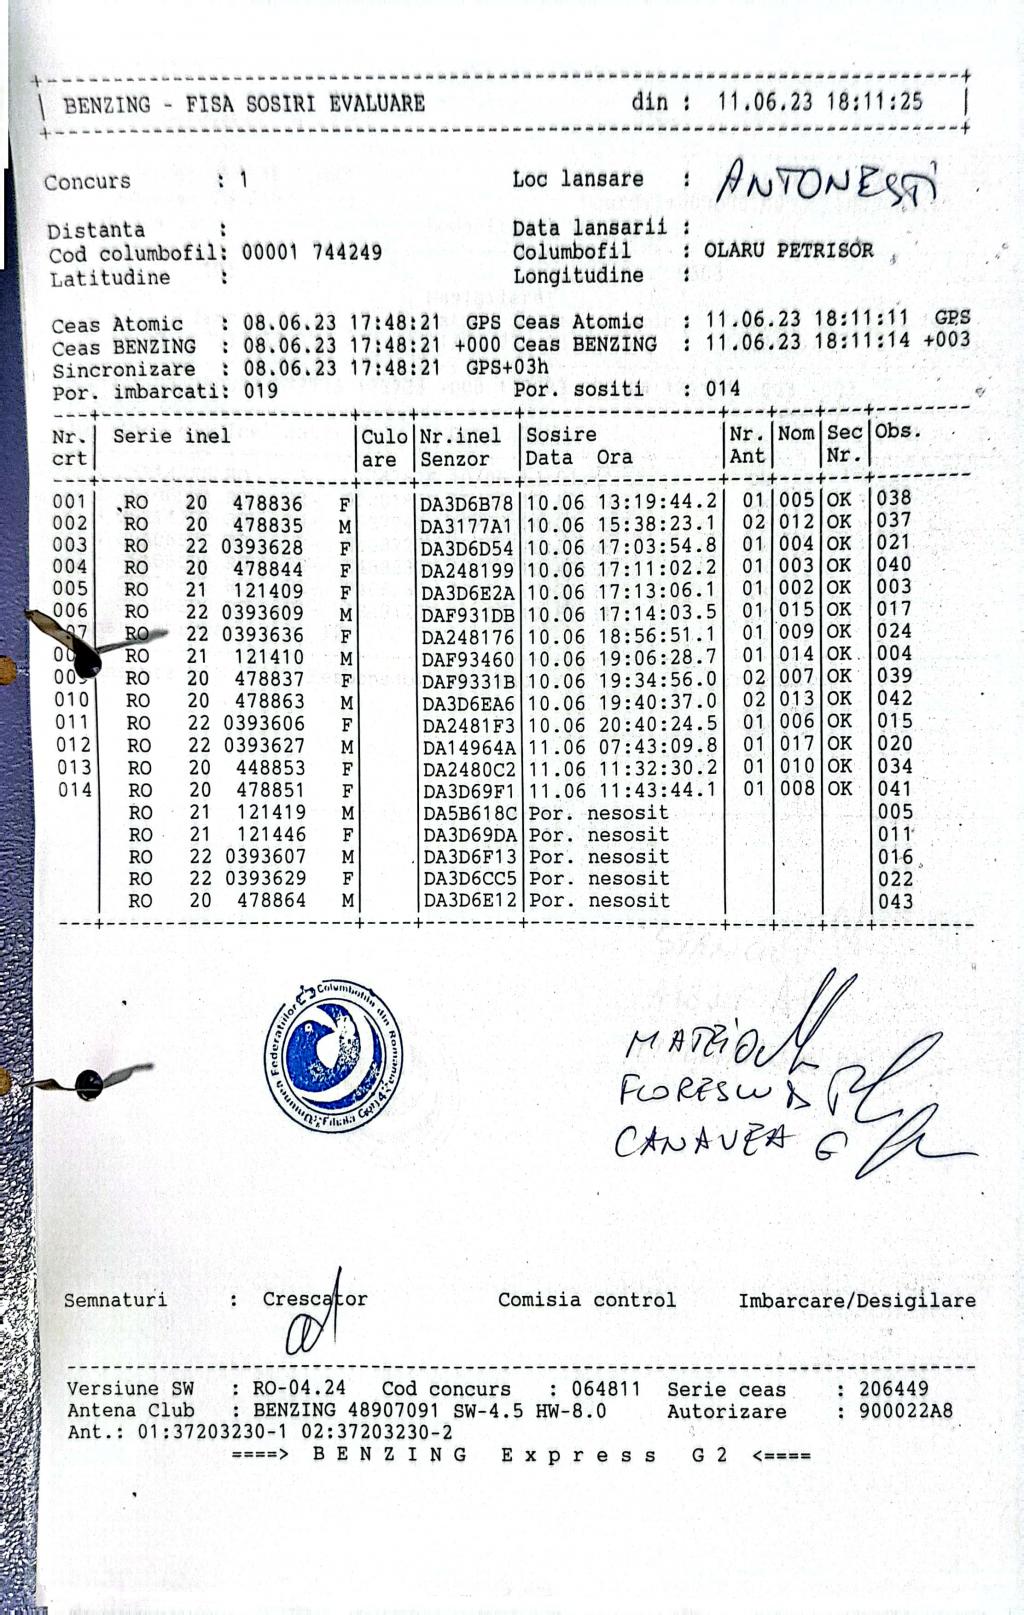 BENZING - FISA SOSIRI EVALUARE din : 11.06.23 18:11:25
Concurs : 1 Loc lansare : ANTONESTI
Distanta : Data lansarii :
Cod columbofil: 00001 744249 Columbofil : OLARU PETRISOR
Latitudine : Longitudine :
Ceas Atomic : 08.06.23 17:48:21 GPS Ceas Atomic : 11.06.23 18:11:11 GPS
Ceas BENZING : 08.06.23 17:48:21 +000 Ceas BENZING : 11.06.23 18:11:14 +003
Sincronizare : 08.06.23 17:48:21 GPS+03h
Por. imbarcati: 019 Por. sositi : 014
Nr. Serie inel Culo Nr.inel Sosire Nr. Nom Sec Obs.
crt are Senzor Data Ora Ant Nr.
001 RO 20 478836 F DA3D6B78 10.06 13:19:44.2 01 005 OK 038
002 RO 20 478835 M DA3177A1 10.06 15:38:23.1 02 012 OK 037
003 RO 22 0393628 F DA3D6D54 10.06 17:03:54.8 01 004 OK 021
004 RO 20 478844 F DA248199 10.06 17:11:02.2 01 003 OK 040
005 RO 21 121409 F DA3D6E2A 10.06 17:13:06.1 01 002 OK 003
006 RO 22 0393609 M DAF931DB 10.06 17:14:03.5 01 015 OK 017
07 RO 22 0393636 F DA248176 10.06 18:56:51.1 01 009 OK 024
00 RO 21 121410 M DAF93460 10.06 19:06:28.7 01 014 OK 004
009 RO 20 478837 F DAF9331B 10.06 19:34:56.0 02 007 OK 039
010 RO 20 478863 M DA3D6EA6 10.06 19:40:37.0 02 013 OK 042
011 RO 22 0393606 F DA2481F3 10.06 20:40:24.5 01 006 OK 015
012 RO 22 0393627 M DA14964A 11.06 07:43:09.8 01 017 OK 020
013 RO 20 448853 F DA2480C2 11.06 11:32:30.2 01 010 OK 034
014 RO 20 478851 F DA3D69F1 11.06 11:43:44.1 01 008 OK 041
RO 21 121419 M DA5B618C Por. nesosit 005
RO 21 121446 F DA3D69DA Por. nesosit 011
RO 22 0393607 M DA3D6F13 Por. nesosit 016
RO 22 0393629 F DA3D6CC5 Por. nesosit 022
RO 20 478864 M DA3D6E12 Por. nesosit 043
Uniunea Federatiilor Columbofile din Romania
Filiala Gorj
MATEI
FLORESCU
CANAVEA G
Semnaturi : Crescator Comisia control Imbarcare/Desigilare
Versiune SW : RO-04.24 Cod concurs : 064811 Serie ceas : 206449
Antena Club : BENZING 48907091 SW-4.5 HW-8.0 Autorizare : 900022A8
Ant.: 01:37203230-1 02:37203230-2
====> B E N Z I N G E x p r e s s G 2 <====